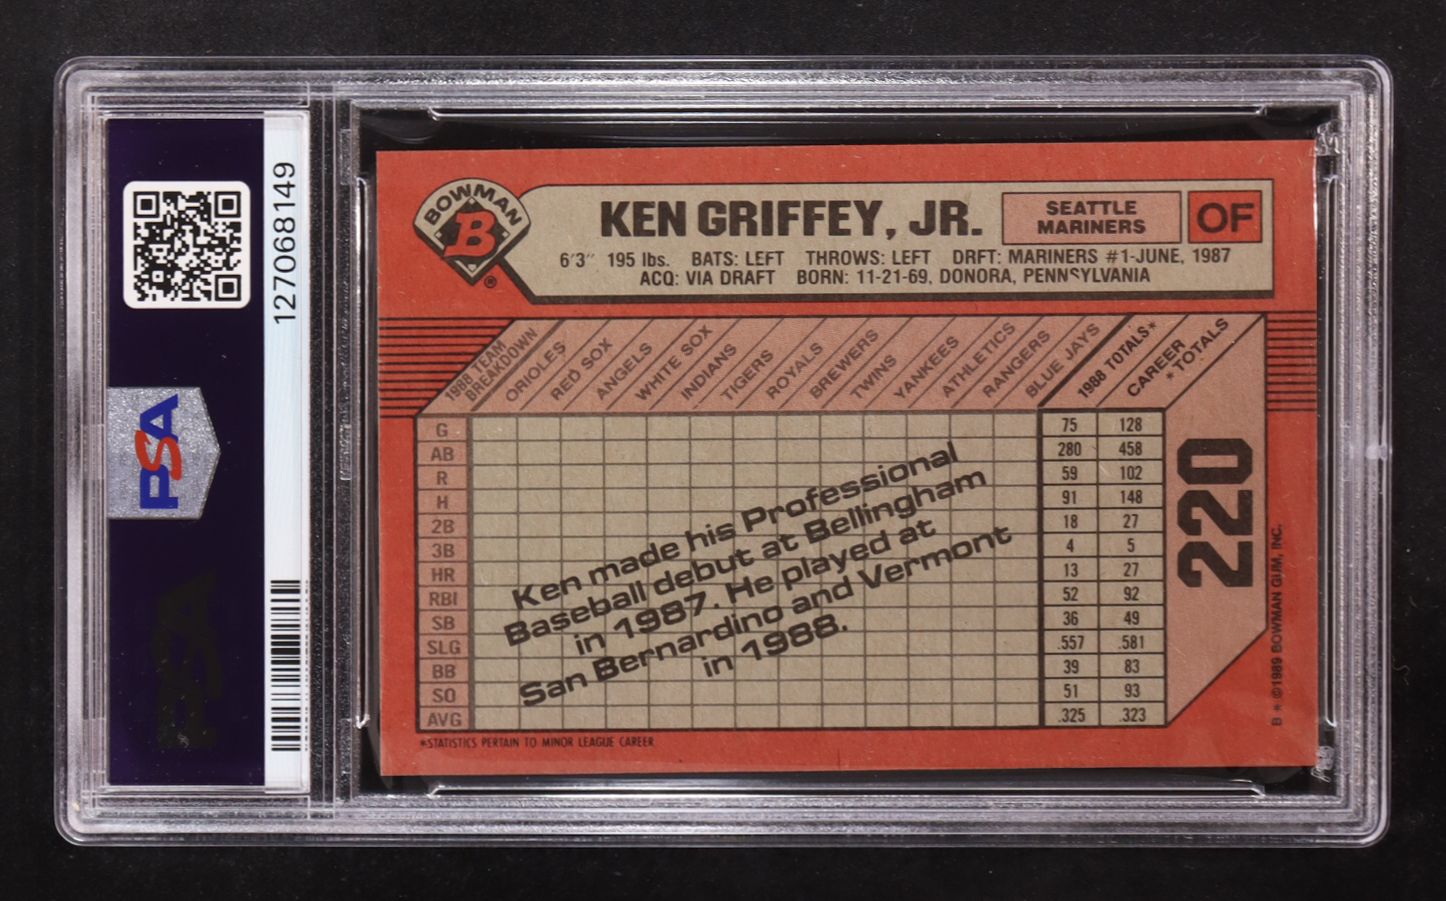 127068149
PSA
BOWMAN
B
®
KEN GRIFFEY, JR.
SEATTLE
MARINERS
OF
6'3" 195 lbs. BATS: LEFT THROWS: LEFT DRFT: MARINERS #1-JUNE, 1987
ACQ: VIA DRAFT BORN: 11-21-69, DONORA, PENNSYLVANIA
1988 TEAM
BREAKDOWN
ORIOLES
RED SOX
ANGELS
WHITE SOX
INDIANS
TIGERS
ROYALS
BREWERS
TWINS
YANKEES
ATHLETICS
RANGERS
BLUE JAYS
1988 TOTALS*
CAREER
*TOTALS
G 75 128
AB 280 458
R 59 102
H 91 148
2B 18 27
3B 4 5
HR 13 27
RBI 52 92
SB 36 49
SLG .557 .581
BB 39 83
SO 51 93
AVG .325 .323
Ken made his Professional
Baseball debut at Bellingham
in 1987. He played at
San Bernardino and Vermont
in 1988.
220
B * ©1989 BOWMAN GUM, INC.
*STATISTICS PERTAIN TO MINOR LEAGUE CAREER
PSA